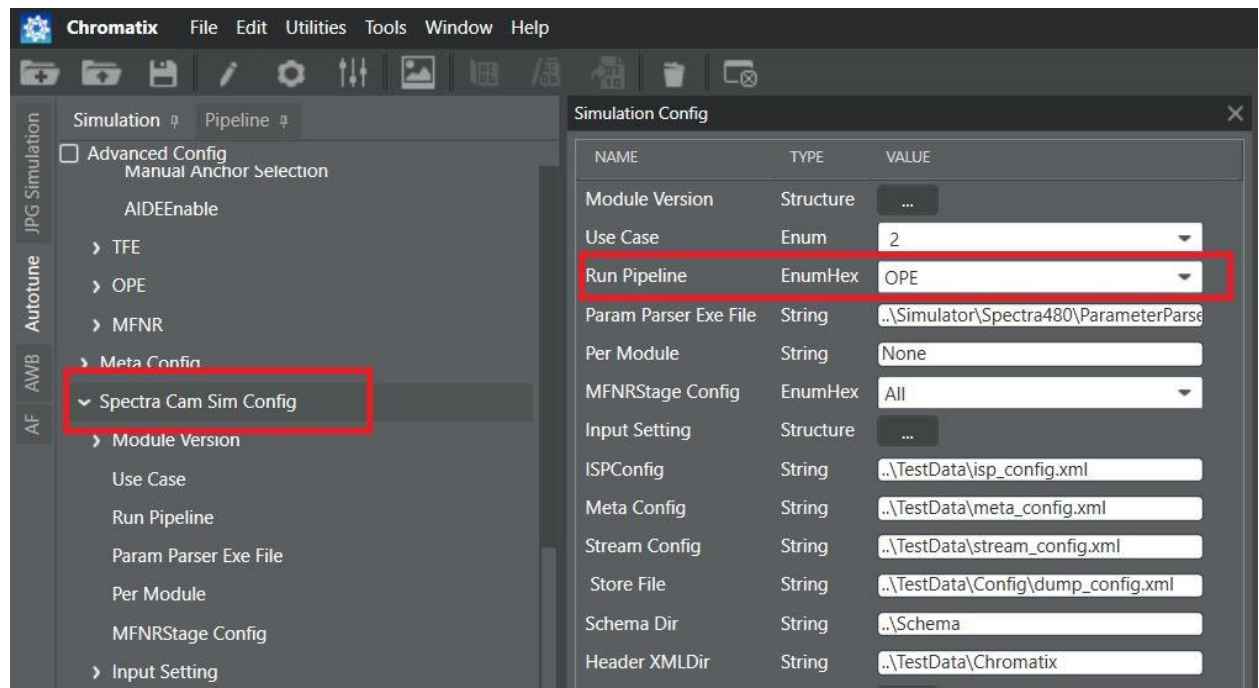 Chromatix File Edit Utilities Tools Window Help
JPG Simulation
Autotune
AWB
AF
Simulation Pipeline
Advanced Config
Manual Anchor Selection
AIDEEnable
TFE
OPE
MFNR
Meta Config
Spectra Cam Sim Config
Module Version
Use Case
Run Pipeline
Param Parser Exe File
Per Module
MFNRStage Config
Input Setting
Simulation Config
NAME TYPE VALUE
Module Version Structure ...
Use Case Enum 2
Run Pipeline EnumHex OPE
Param Parser Exe File String ..\Simulator\Spectra480\ParameterParse
Per Module String None
MFNRStage Config EnumHex All
Input Setting Structure ...
ISPConfig String ..\TestData\isp_config.xml
Meta Config String ..\TestData\meta_config.xml
Stream Config String ..\TestData\stream_config.xml
Store File String ..\TestData\Config\dump_config.xml
Schema Dir String ..\Schema
Header XMLDir String ..\TestData\Chromatix